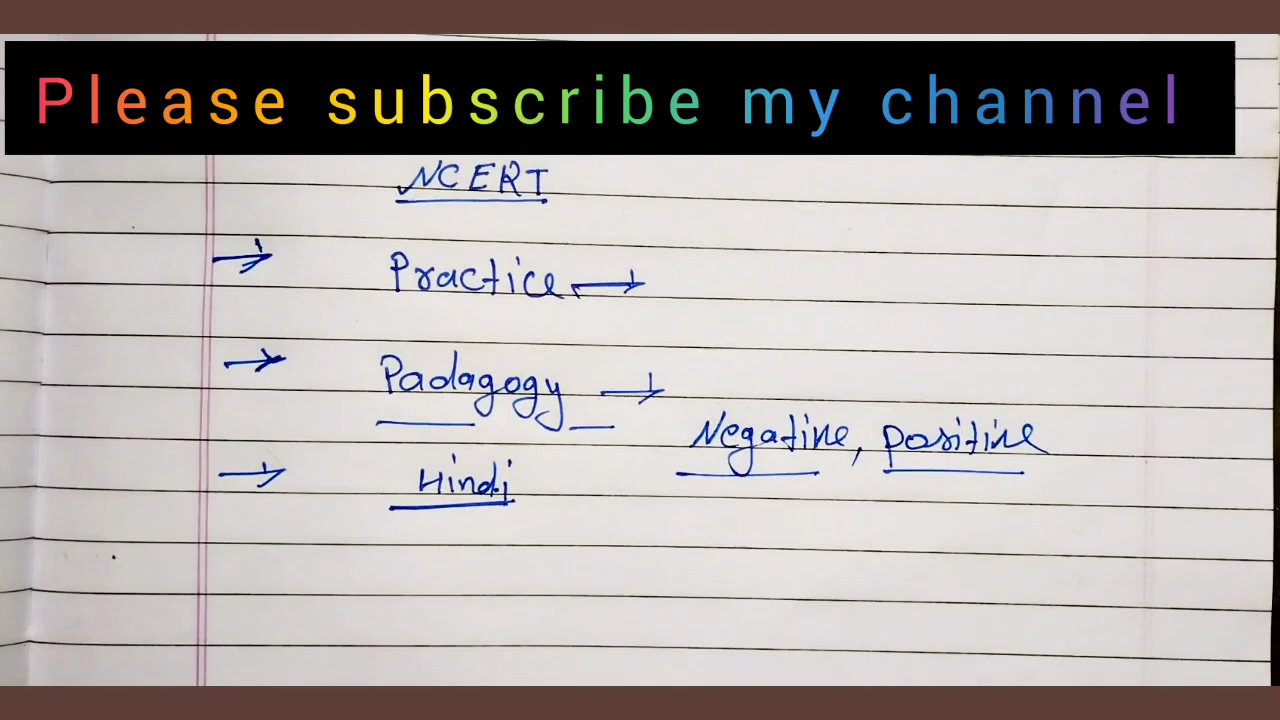 Please subscribe my channel
NCERT
→ Practice →
→ Padagogy →
Negative, positive
→ Hindi